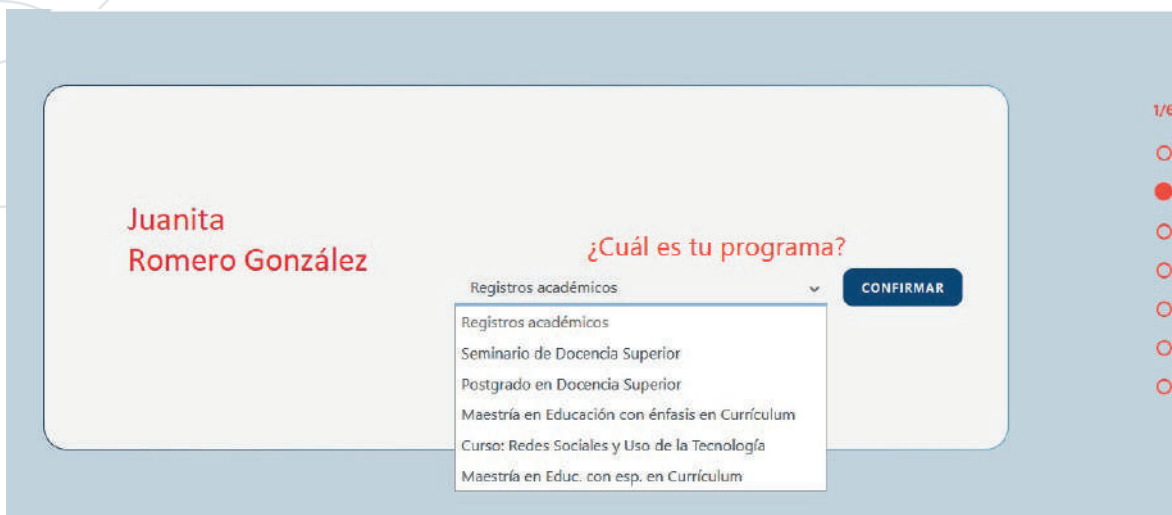 1/6
Juanita
Romero González
¿Cuál es tu programa?
Registros académicos
CONFIRMAR
Registros académicos
Seminario de Docencia Superior
Postgrado en Docencia Superior
Maestría en Educación con énfasis en Currículum
Curso: Redes Sociales y Uso de la Tecnología
Maestría en Educ. con esp. en Currículum